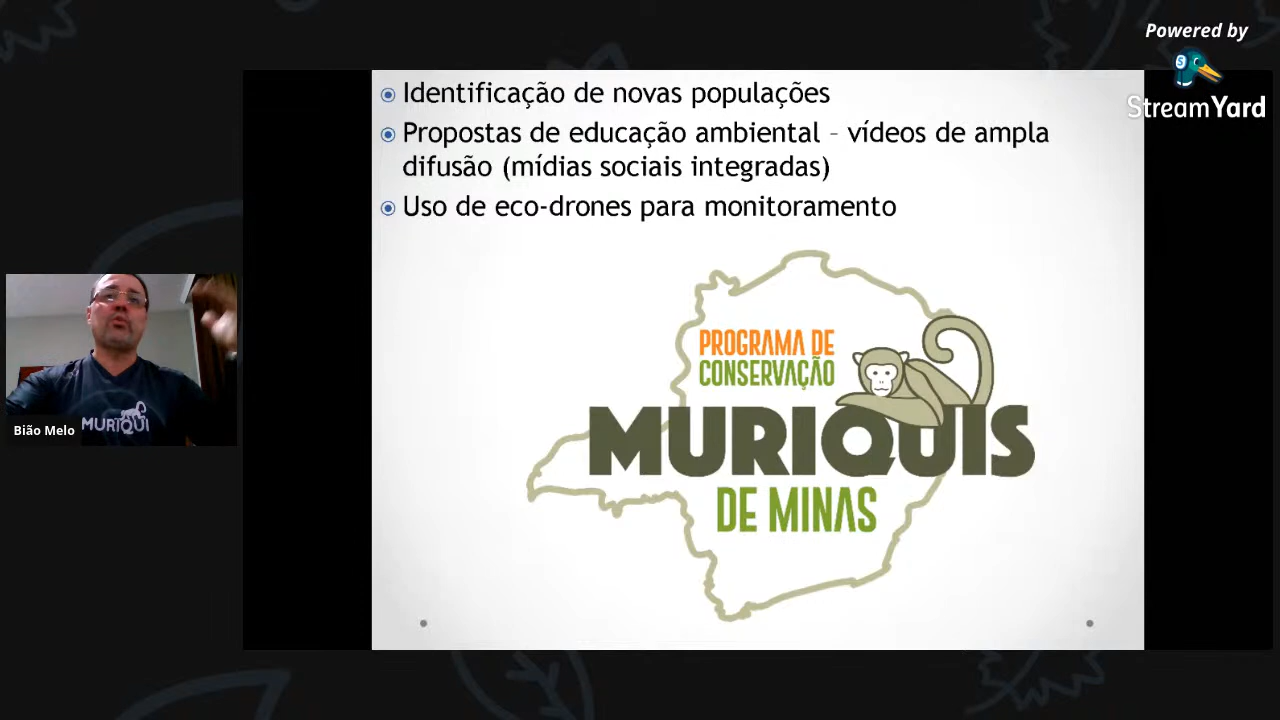 Powered by
StreamYard
Identificação de novas populações
Propostas de educação ambiental – vídeos de ampla
difusão (mídias sociais integradas)
Uso de eco-drones para monitoramento
PROGRAMA DE
CONSERVAÇÃO
MURIQUIS
DE MINAS
MURIQUI
Bião Melo